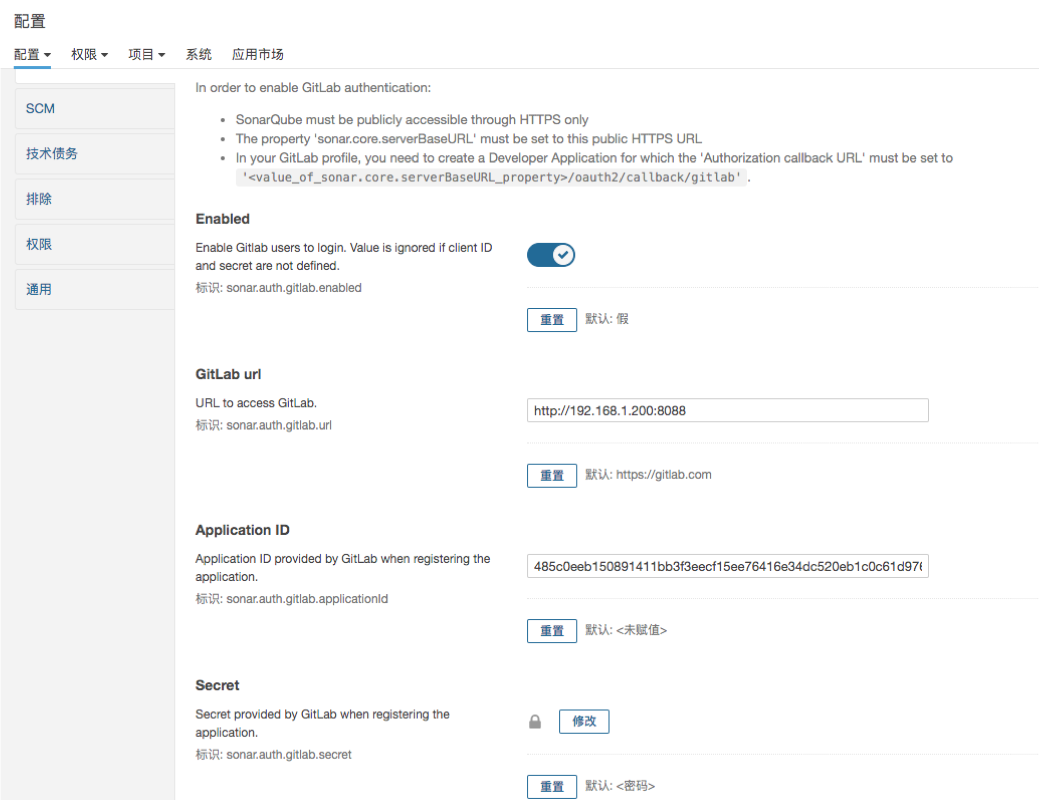 配置
配置 权限 项目 系统 应用市场
SCM
技术债务
排除
权限
通用
In order to enable GitLab authentication:
• SonarQube must be publicly accessible through HTTPS only
• The property 'sonar.core.serverBaseURL' must be set to this public HTTPS URL
• In your GitLab profile, you need to create a Developer Application for which the 'Authorization callback URL' must be set to
'<value_of_sonar.core.serverBaseURL_property>/oauth2/callback/gitlab'.
Enabled
Enable Gitlab users to login. Value is ignored if client ID
and secret are not defined.
标识: sonar.auth.gitlab.enabled
重置 默认: 假
GitLab url
URL to access GitLab.
标识: sonar.auth.gitlab.url
http://192.168.1.200:8088
重置 默认: https://gitlab.com
Application ID
Application ID provided by GitLab when registering the
application.
标识: sonar.auth.gitlab.applicationId
485c0eeb150891411bb3f3eecf15ee76416e34dc520eb1c0c61d976
重置 默认: <未赋值>
Secret
Secret provided by GitLab when registering the
application.
标识: sonar.auth.gitlab.secret
修改
重置 默认: <密码>